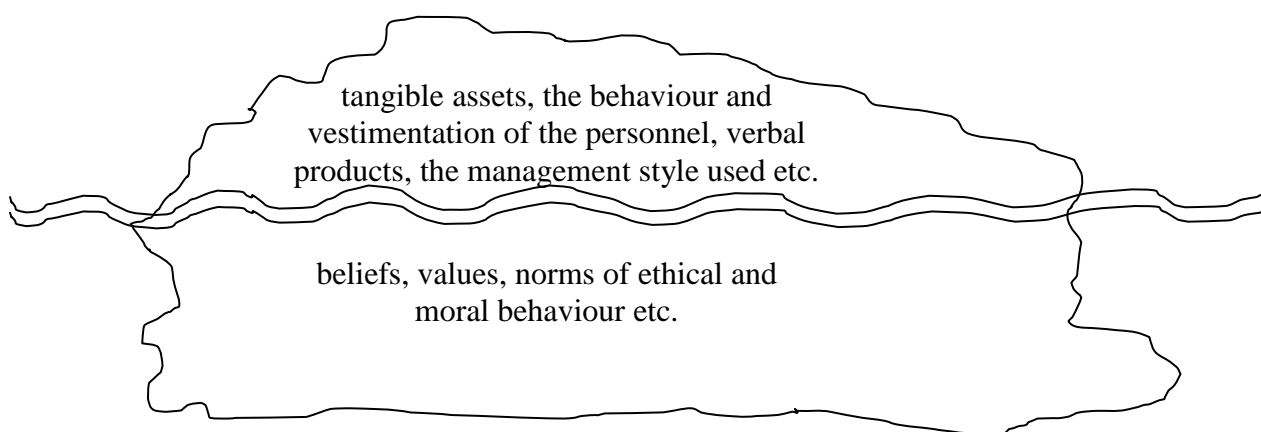 tangible assets, the behaviour and
vestimentation of the personnel, verbal
products, the management style used etc.
beliefs, values, norms of ethical and
moral behaviour etc.